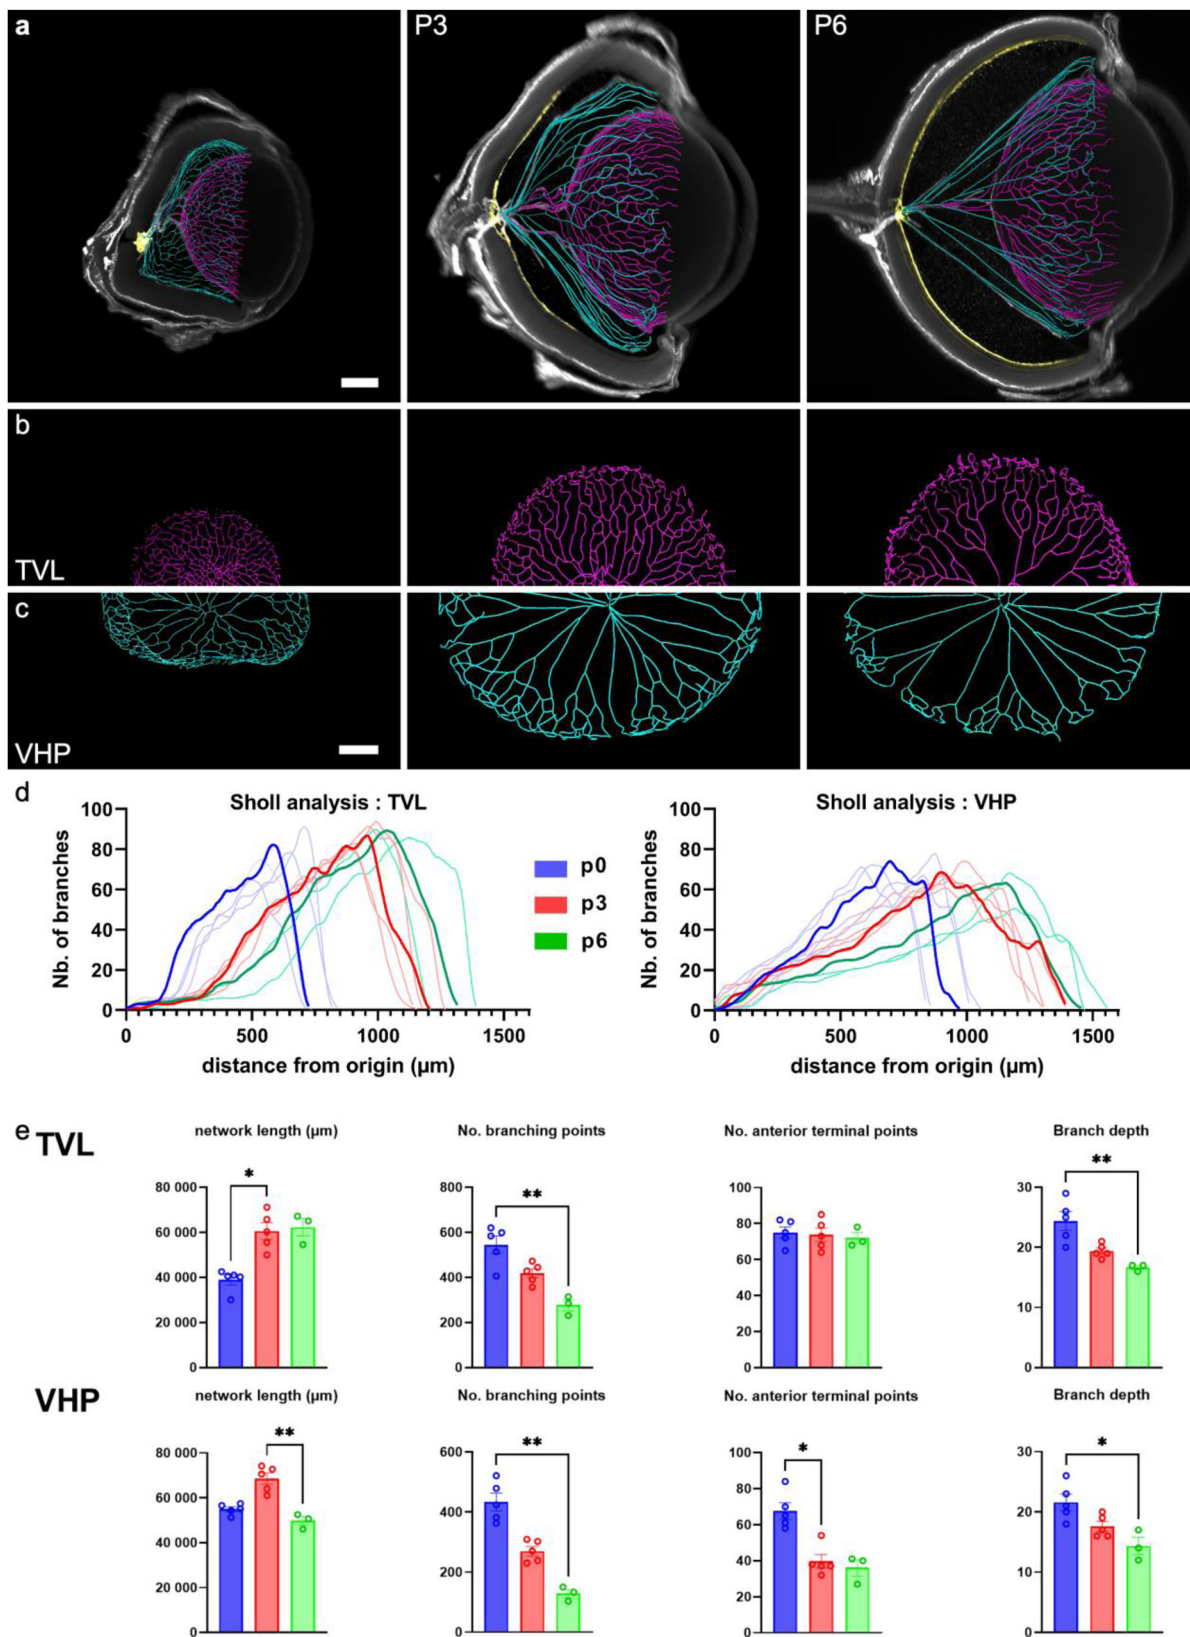 a
P3
P6
b
TVL
c
VHP
d
Sholl analysis : TVL
Sholl analysis : VHP
Nb. of branches
100
80
60
40
20
0
0
500
1000
1500
distance from origin (µm)
p0
p3
p6
Nb. of branches
100
80
60
40
20
0
0
500
1000
1500
distance from origin (µm)
e
TVL
network length (µm)
No. branching points
No. anterior terminal points
Branch depth
*
80 000
60 000
40 000
20 000
0
**
800
600
400
200
0
100
80
60
40
20
0
**
30
20
10
0
VHP
network length (µm)
No. branching points
No. anterior terminal points
Branch depth
**
80 000
60 000
40 000
20 000
0
**
600
400
200
0
*
100
80
60
40
20
0
*
30
20
10
0